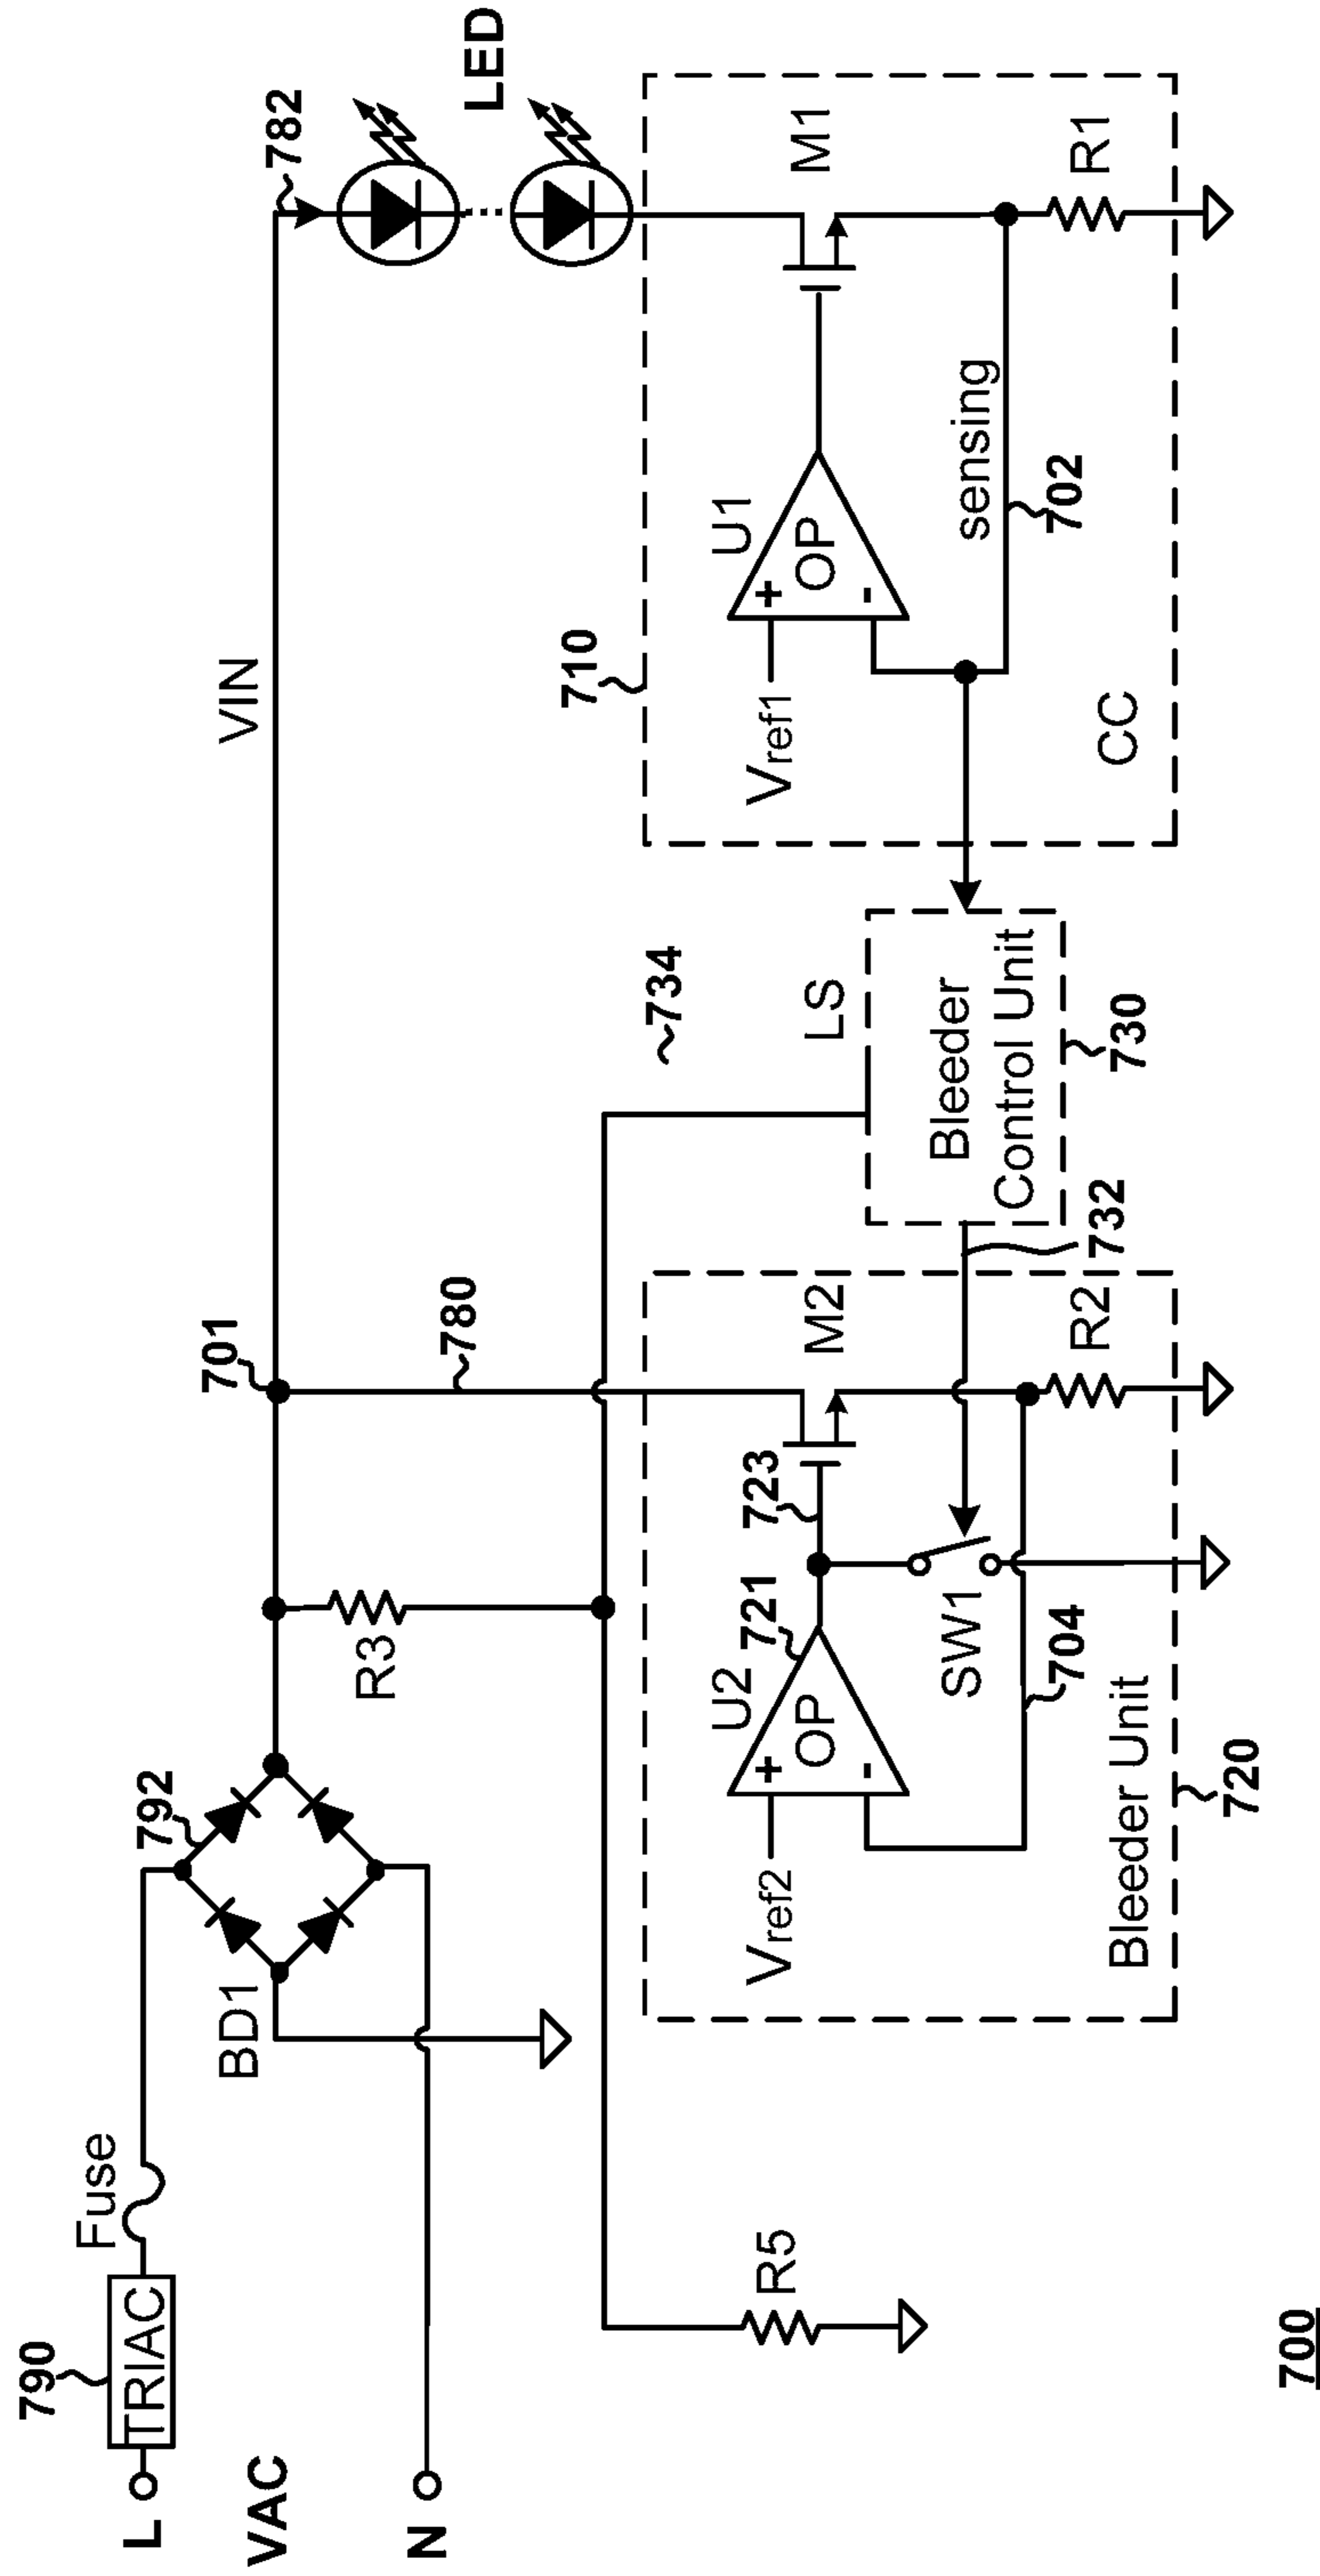 790
TRIAC
L
VAC
N
Fuse
BD1
792
R3
701
VIN
780
782
LED
R5
734
LS
710
U1
+
OP
-
Vref1
M1
sensing
702
R1
CC
Bleeder
Control Unit
730
732
U2
721
723
M2
+
OP
-
Vref2
SW1
704
R2
Bleeder Unit
720
700